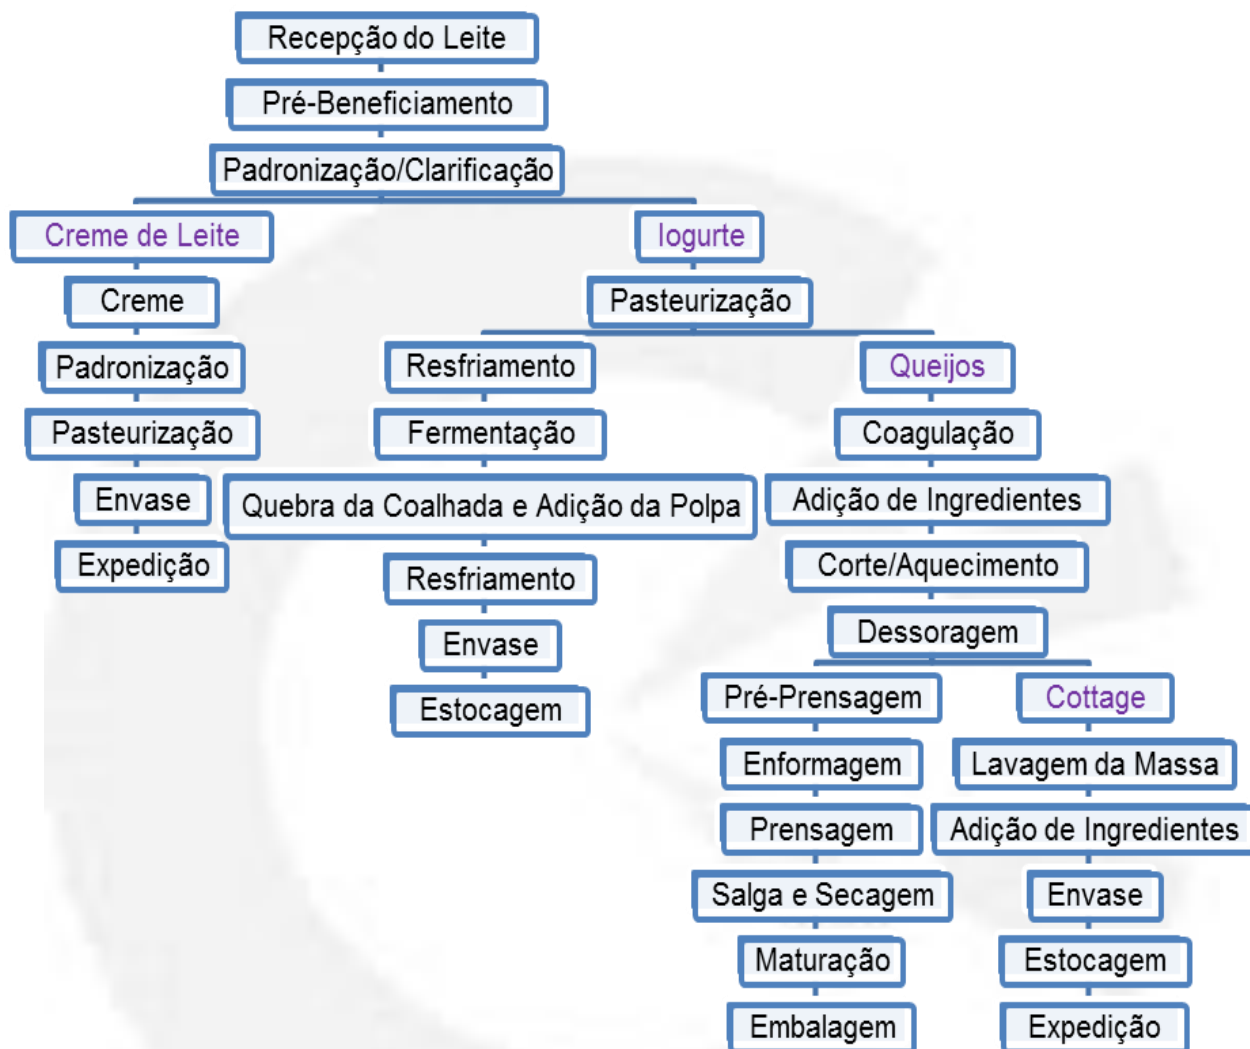 Recepção do Leite
Pré-Beneficiamento
Padronização/Clarificação
Creme de Leite
Iogurte
Creme
Pasteurização
Padronização
Resfriamento
Queijos
Pasteurização
Fermentação
Coagulação
Envase
Quebra da Coalhada e Adição da Polpa
Adição de Ingredientes
Expedição
Resfriamento
Corte/Aquecimento
Envase
Dessoragem
Estocagem
Pré-Prensagem
Cottage
Enformagem
Lavagem da Massa
Prensagem
Adição de Ingredientes
Salga e Secagem
Envase
Maturação
Estocagem
Embalagem
Expedição